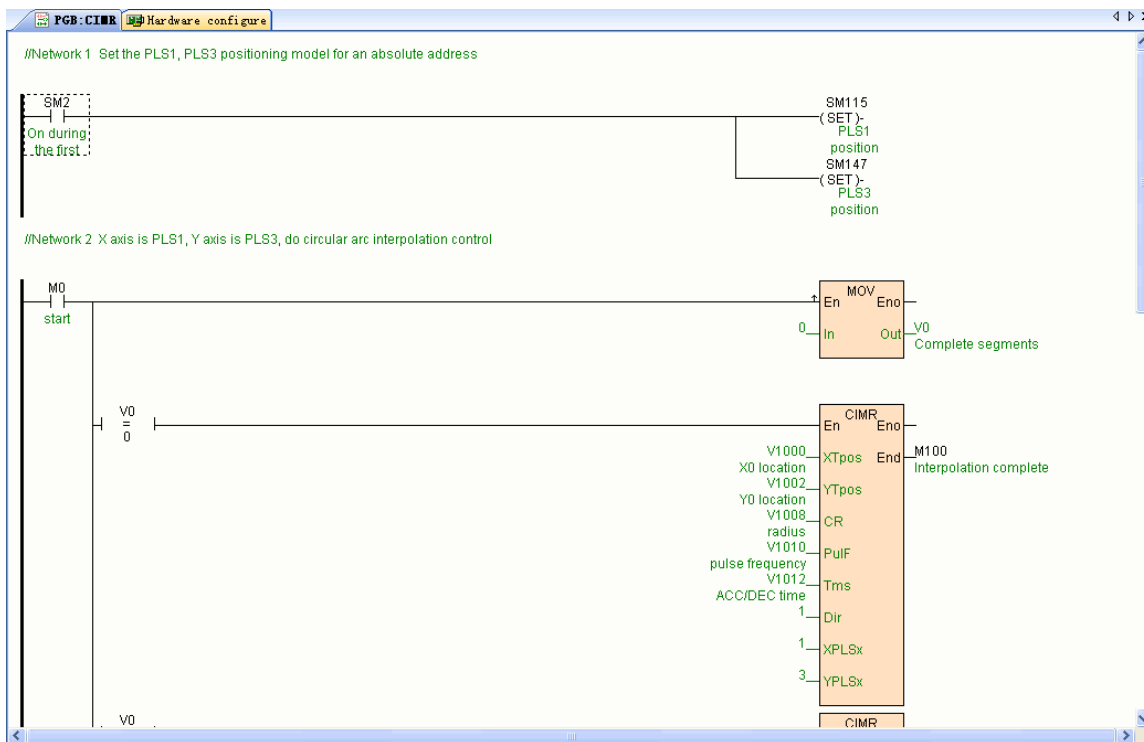 PGB:CIMR Hardware configure
//Network 1 Set the PLS1, PLS3 positioning model for an absolute address
SM2
On during
the first
SM115
( SET )-
PLS1
position
SM147
( SET )-
PLS3
position
//Network 2 X axis is PLS1, Y axis is PLS3, do circular arc interpolation control
M0
start
MOV
En Eno
0 In Out V0
Complete segments
V0
=
0
CIMR
En Eno
V1000 XTpos End M100
X0 location Interpolation complete
V1002 YTpos
Y0 location
V1008 CR
radius
V1010 PulF
pulse frequency
V1012 Tms
ACC/DEC time
1 Dir
1 XPLSx
3 YPLSx
V0
CIMR